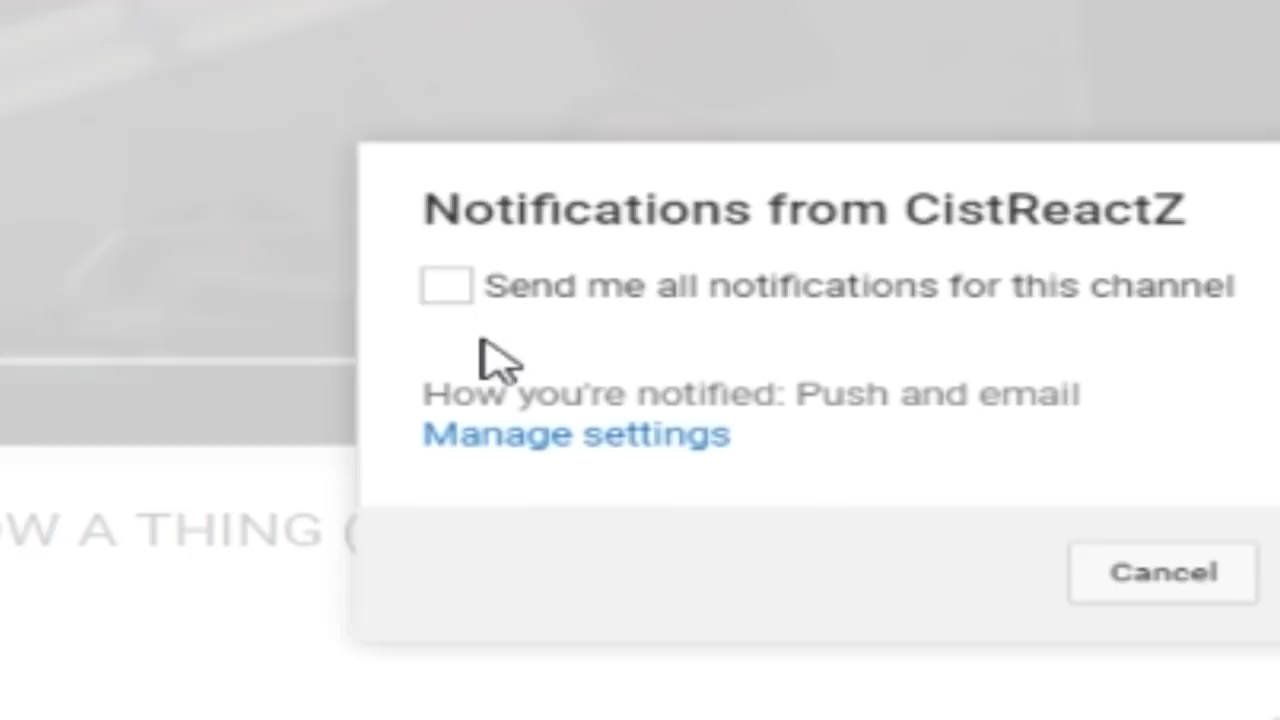 Notifications from CistReactZ
Send me all notifications for this channel
How you're notified: Push and email
Manage settings
A THING (
Cancel